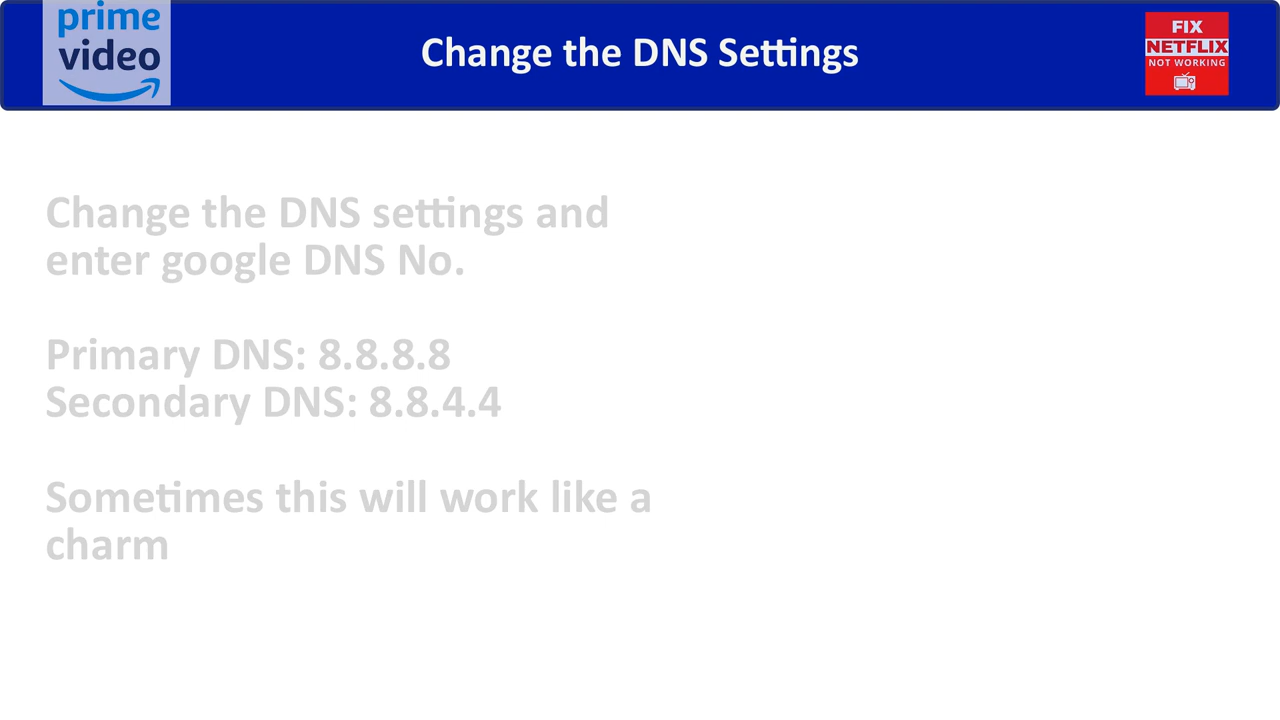 prime
video
Change the DNS Settings
FIX
NETFLIX
NOT WORKING
Change the DNS settings and
enter google DNS No.
Primary DNS: 8.8.8.8
Secondary DNS: 8.8.4.4
Sometimes this will work like a
charm